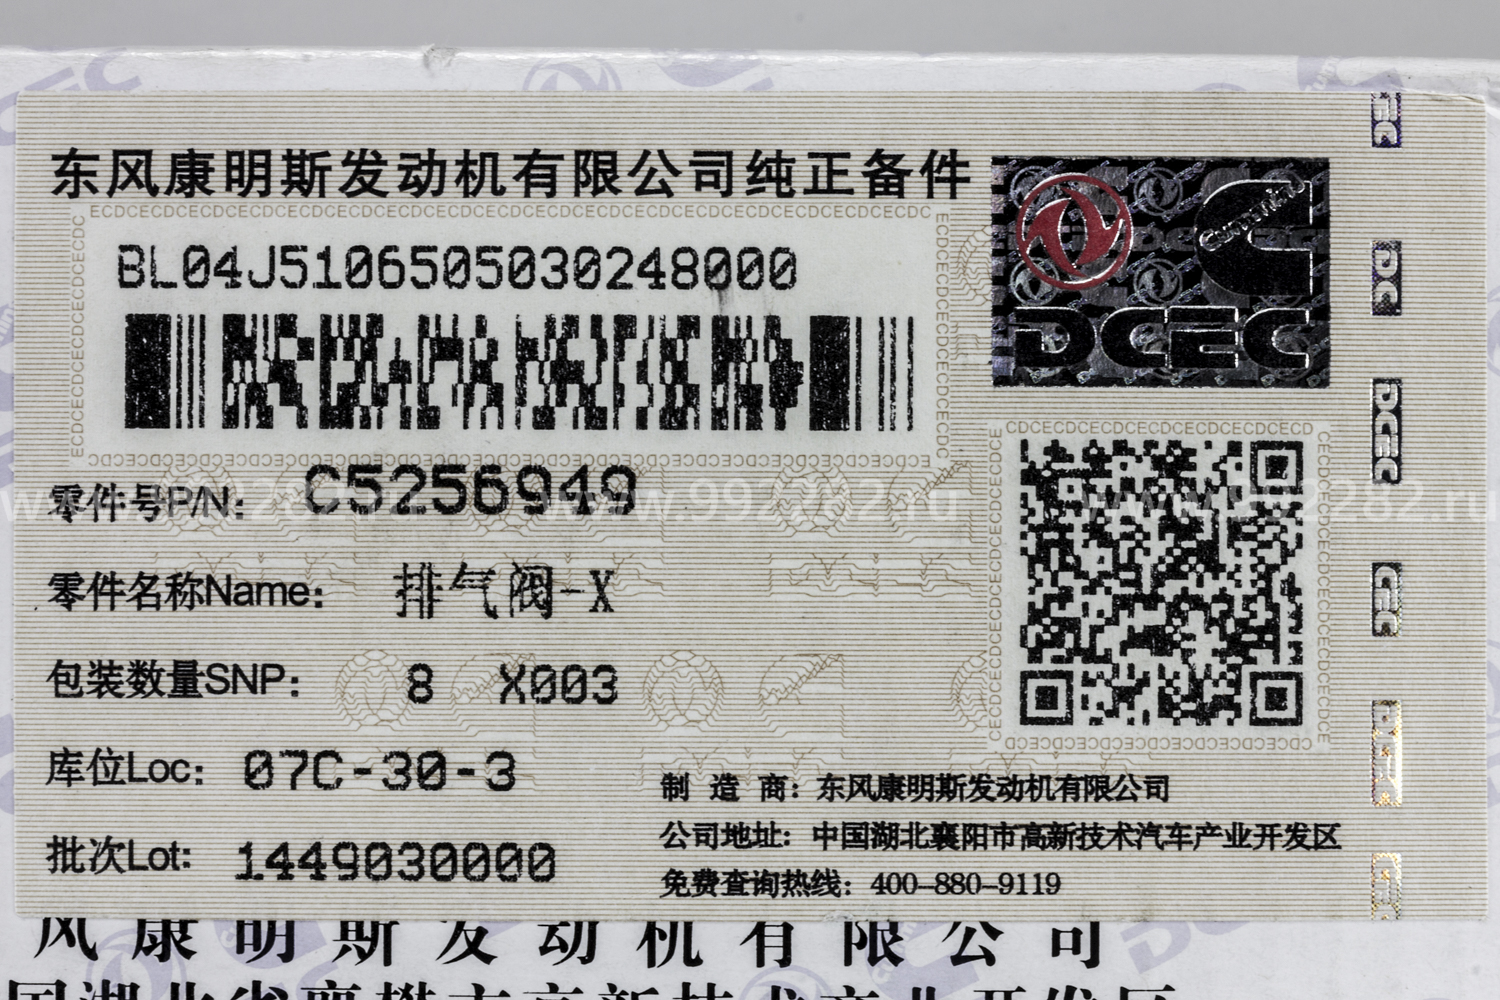 东风康明斯发动机有限公司纯正备件
BL04J5106505030248000
零件号P/N: C5256949
零件名称Name: 排气阀-X
包装数量SNP: 8 X003
库位Loc: 07C-30-3
批次Lot: 1449030000
Cummins
DCEC
制 造 商: 东风康明斯发动机有限公司
公司地址: 中国湖北襄阳市高新技术汽车产业开发区
免费查询热线: 400-880-9119
风康明斯发动机有限公司
www.992282.ru